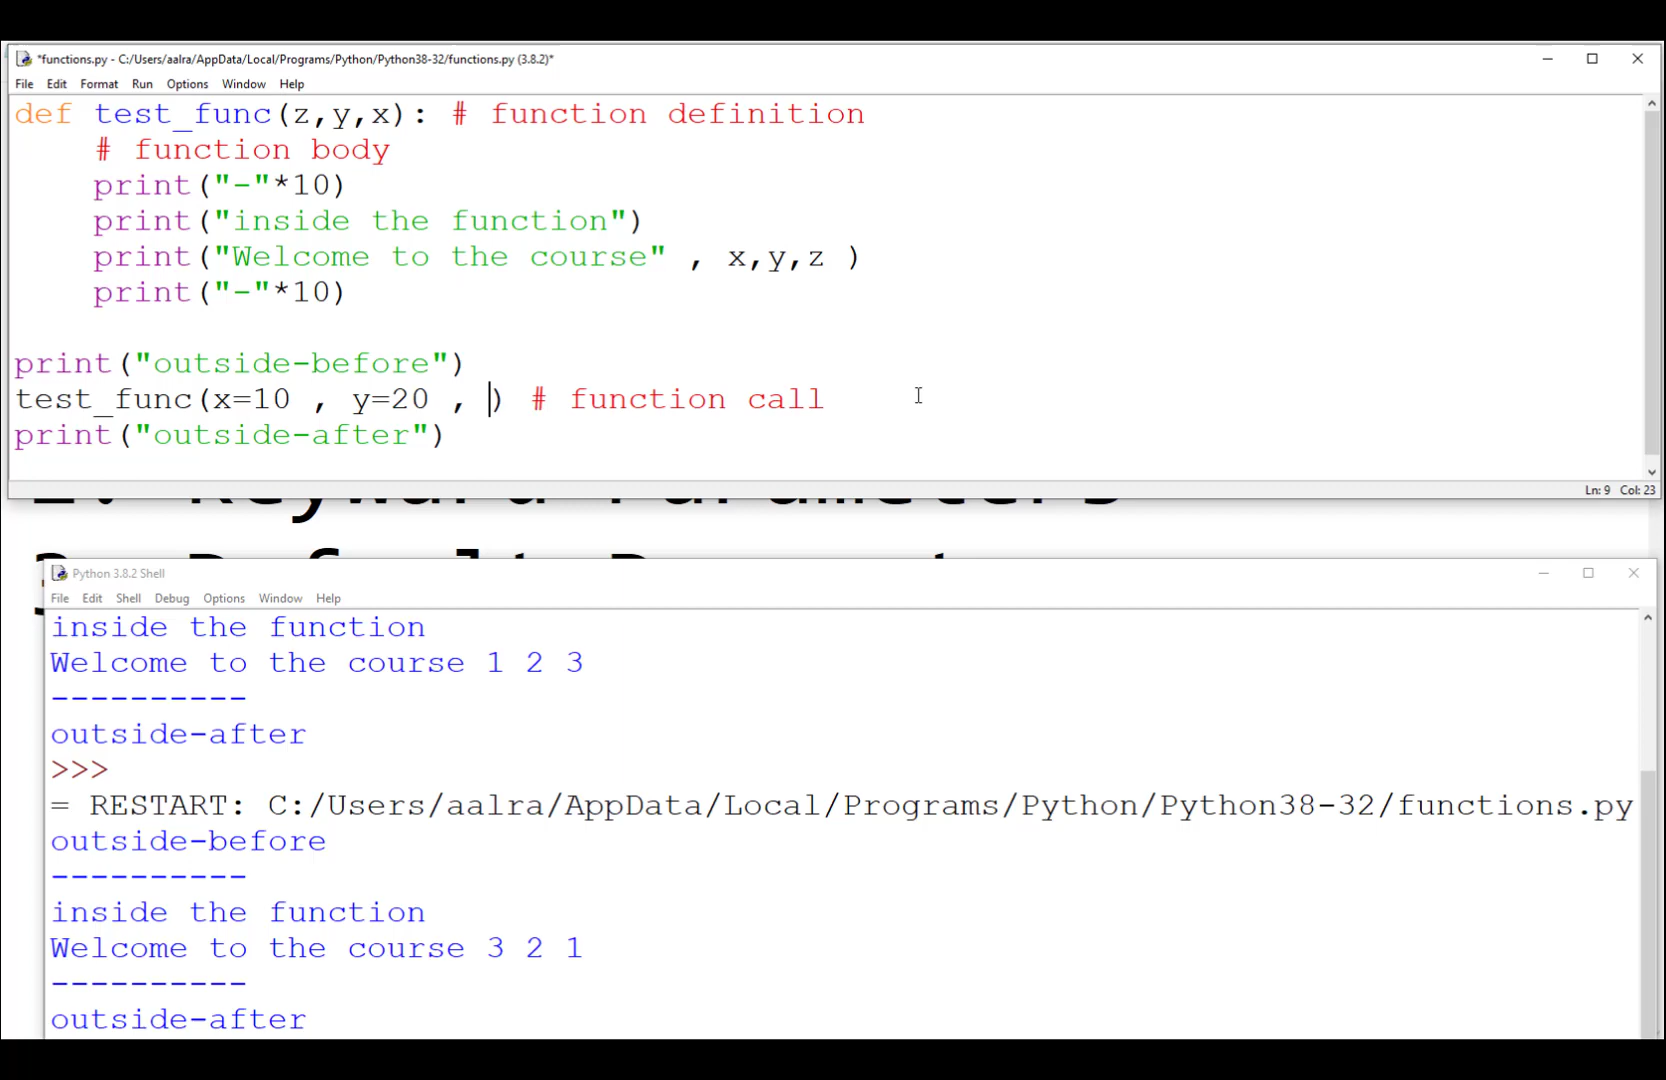 *functions.py - C:/Users/aalra/AppData/Local/Programs/Python/Python38-32/functions.py (3.8.2)*
File Edit Format Run Options Window Help
def test_func(z,y,x): # function definition
# function body
print("-"*10)
print("inside the function")
print("Welcome to the course" , x,y,z )
print("-"*10)
print("outside-before")
test_func(x=10 , y=20 , ) # function call
print("outside-after")
Ln: 9 Col: 23
Python 3.8.2 Shell
File Edit Shell Debug Options Window Help
inside the function
Welcome to the course 1 2 3
----------
outside-after
>>>
= RESTART: C:/Users/aalra/AppData/Local/Programs/Python/Python38-32/functions.py
outside-before
----------
inside the function
Welcome to the course 3 2 1
----------
outside-after